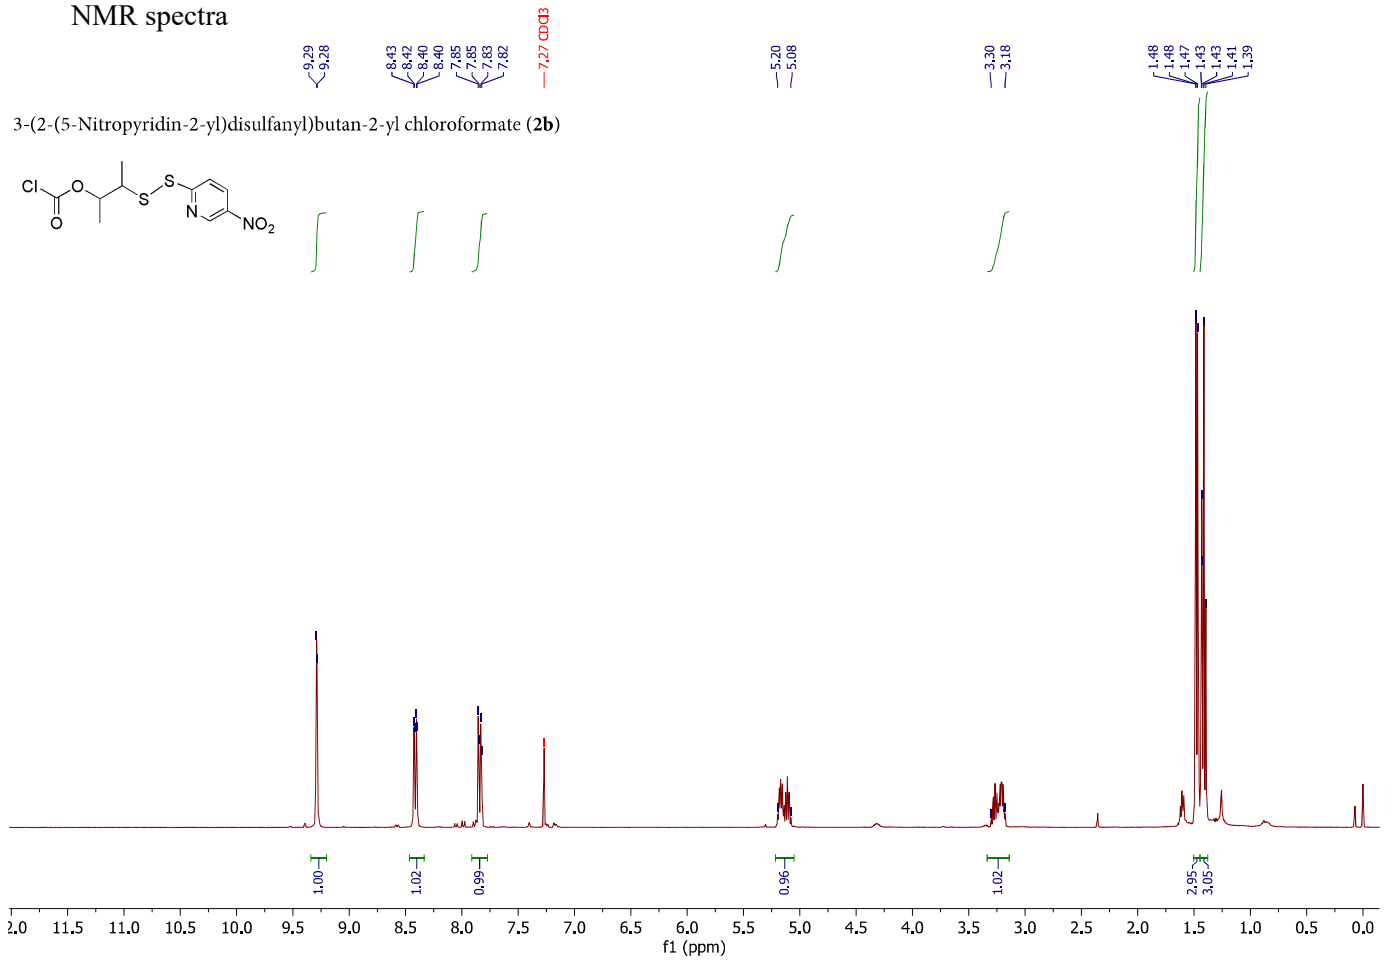 NMR spectra
9.29
9.28
8.43
8.42
8.40
8.40
7.85
7.85
7.83
7.82
7.27 CDCl3
5.20
5.08
3.30
3.18
1.48
1.48
1.47
1.43
1.43
1.41
1.39
3-(2-(5-Nitropyridin-2-yl)disulfanyl)butan-2-yl chloroformate (2b)
Cl
O
O
S
S
N
NO2
1.00
1.02
0.99
0.96
1.02
2.95
3.05
2.0 11.5 11.0 10.5 10.0 9.5 9.0 8.5 8.0 7.5 7.0 6.5 6.0 5.5 5.0 4.5 4.0 3.5 3.0 2.5 2.0 1.5 1.0 0.5 0.0
f1 (ppm)